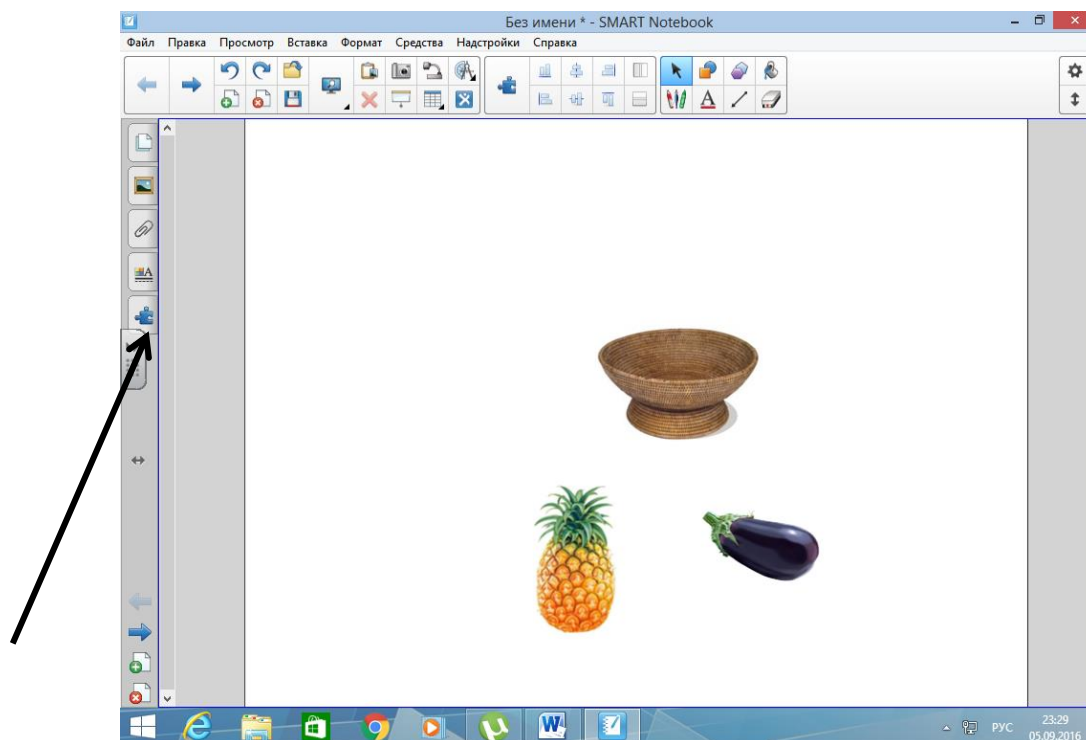 Без имени * - SMART Notebook
Файл Правка Просмотр Вставка Формат Средства Надстройки Справка
РУС 23:29
05.09.2016